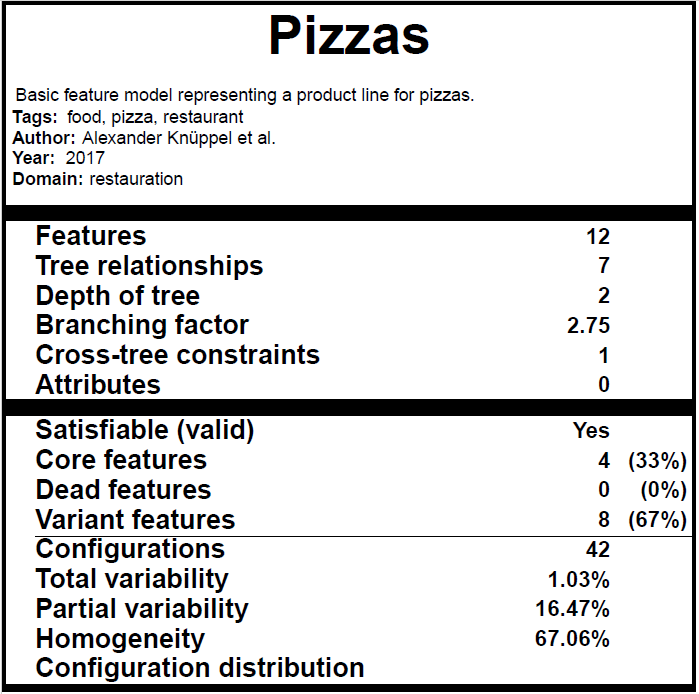 Pizzas
Basic feature model representing a product line for pizzas.
Tags: food, pizza, restaurant
Author: Alexander Knüppel et al.
Year: 2017
Domain: restauration
Features 12
Tree relationships 7
Depth of tree 2
Branching factor 2.75
Cross-tree constraints 1
Attributes 0
Satisfiable (valid) Yes
Core features 4 (33%)
Dead features 0 (0%)
Variant features 8 (67%)
Configurations 42
Total variability 1.03%
Partial variability 16.47%
Homogeneity 67.06%
Configuration distribution